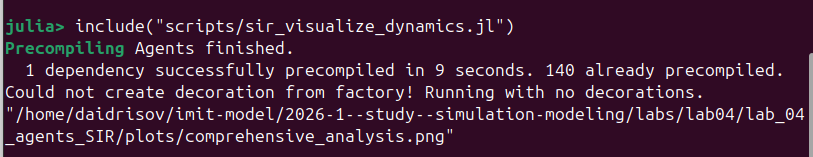 julia> include("scripts/sir_visualize_dynamics.jl")
Precompiling Agents finished.
  1 dependency successfully precompiled in 9 seconds. 140 already precompiled.
Could not create decoration from factory! Running with no decorations.
"/home/daidrisov/imit-model/2026-1--study--simulation-modeling/labs/lab04/lab_04
_agents_SIR/plots/comprehensive_analysis.png"